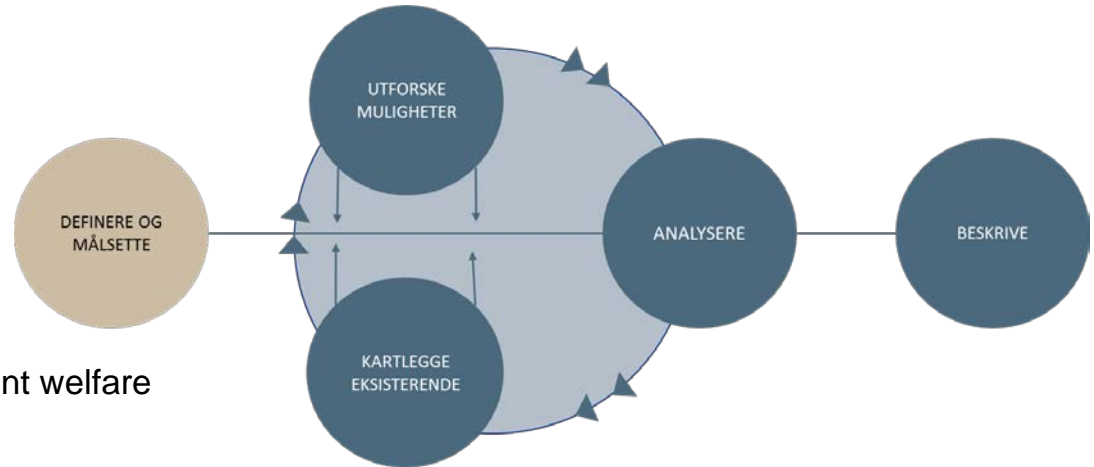 UTFORSKE
MULIGHETER
DEFINERE OG
MÅLSETTE
ANALYSERE
BESKRIVE
KARTLEGGE
EKSISTERENDE
nt welfare